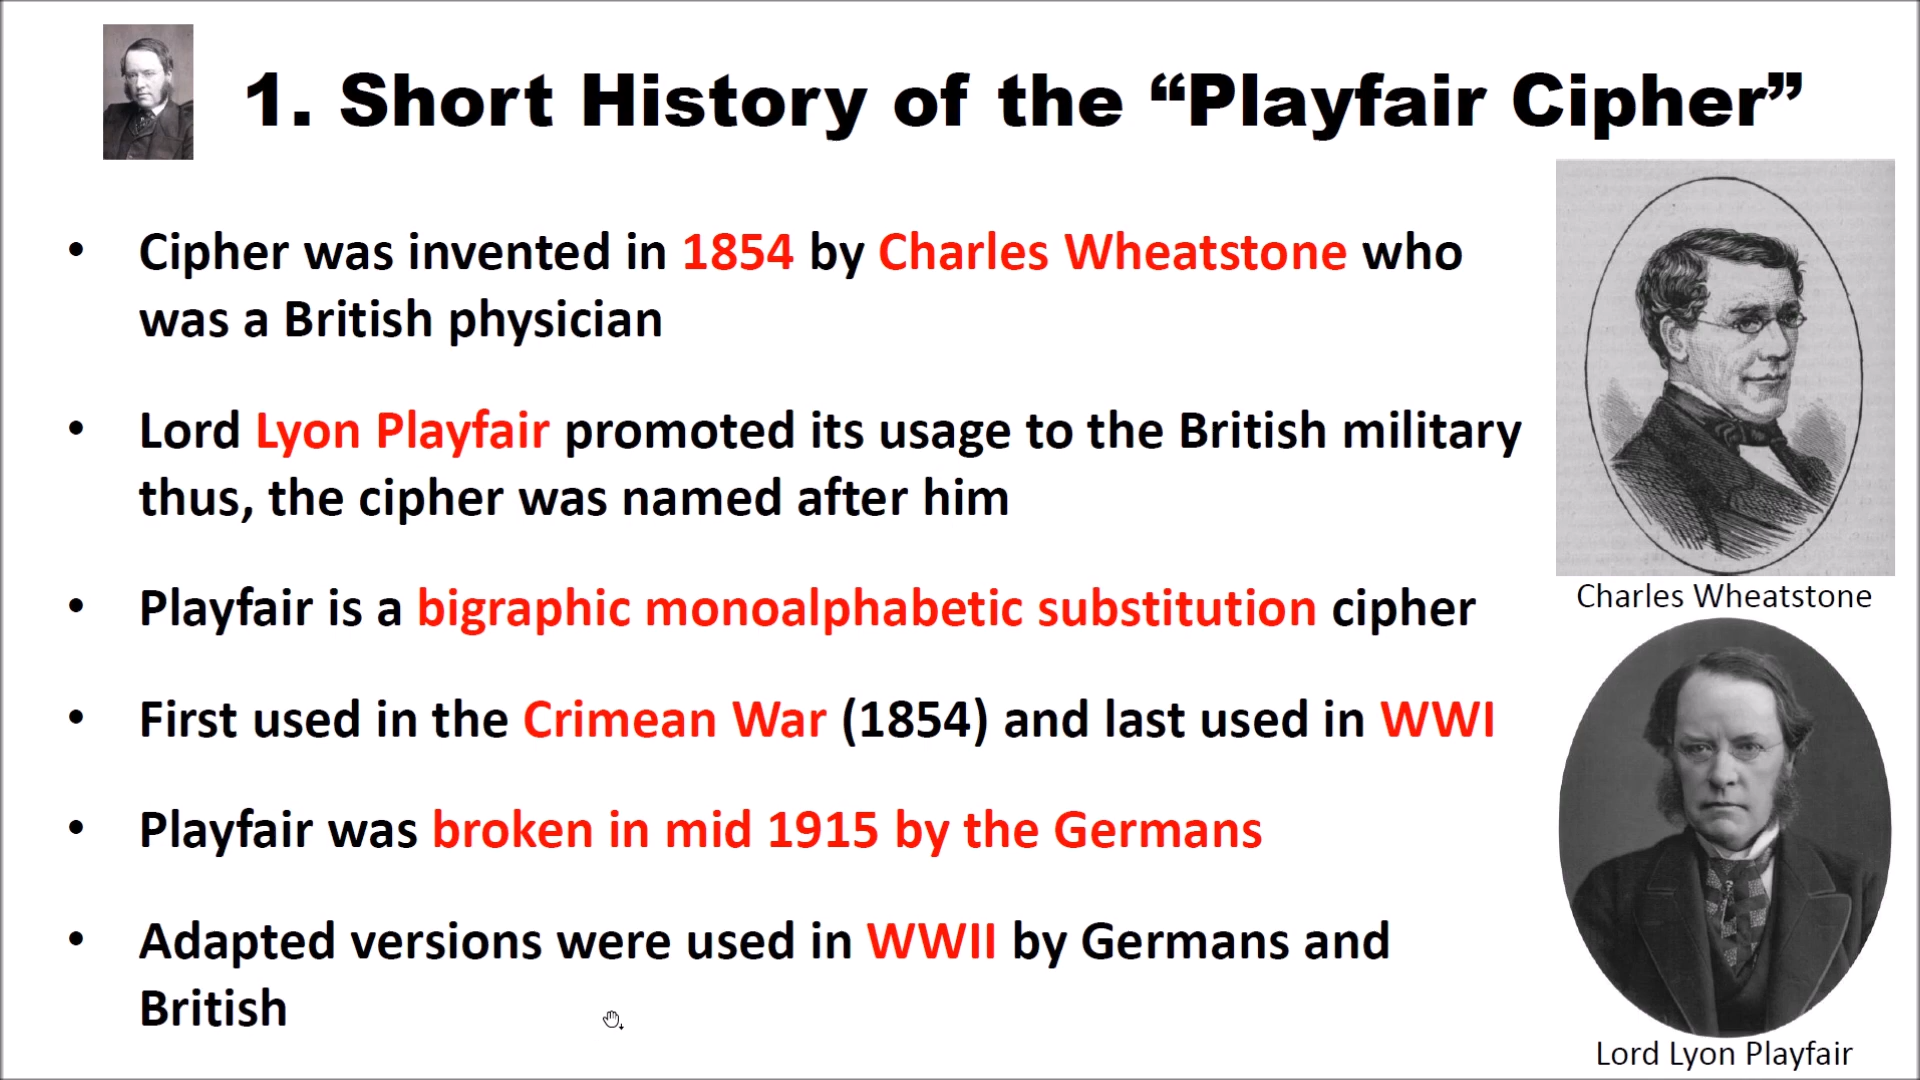 1. Short History of the “Playfair Cipher”
• Cipher was invented in 1854 by Charles Wheatstone who
was a British physician
• Lord Lyon Playfair promoted its usage to the British military
thus, the cipher was named after him
• Playfair is a bigraphic monoalphabetic substitution cipher
• First used in the Crimean War (1854) and last used in WWI
• Playfair was broken in mid 1915 by the Germans
• Adapted versions were used in WWII by Germans and
British
Charles Wheatstone
Lord Lyon Playfair